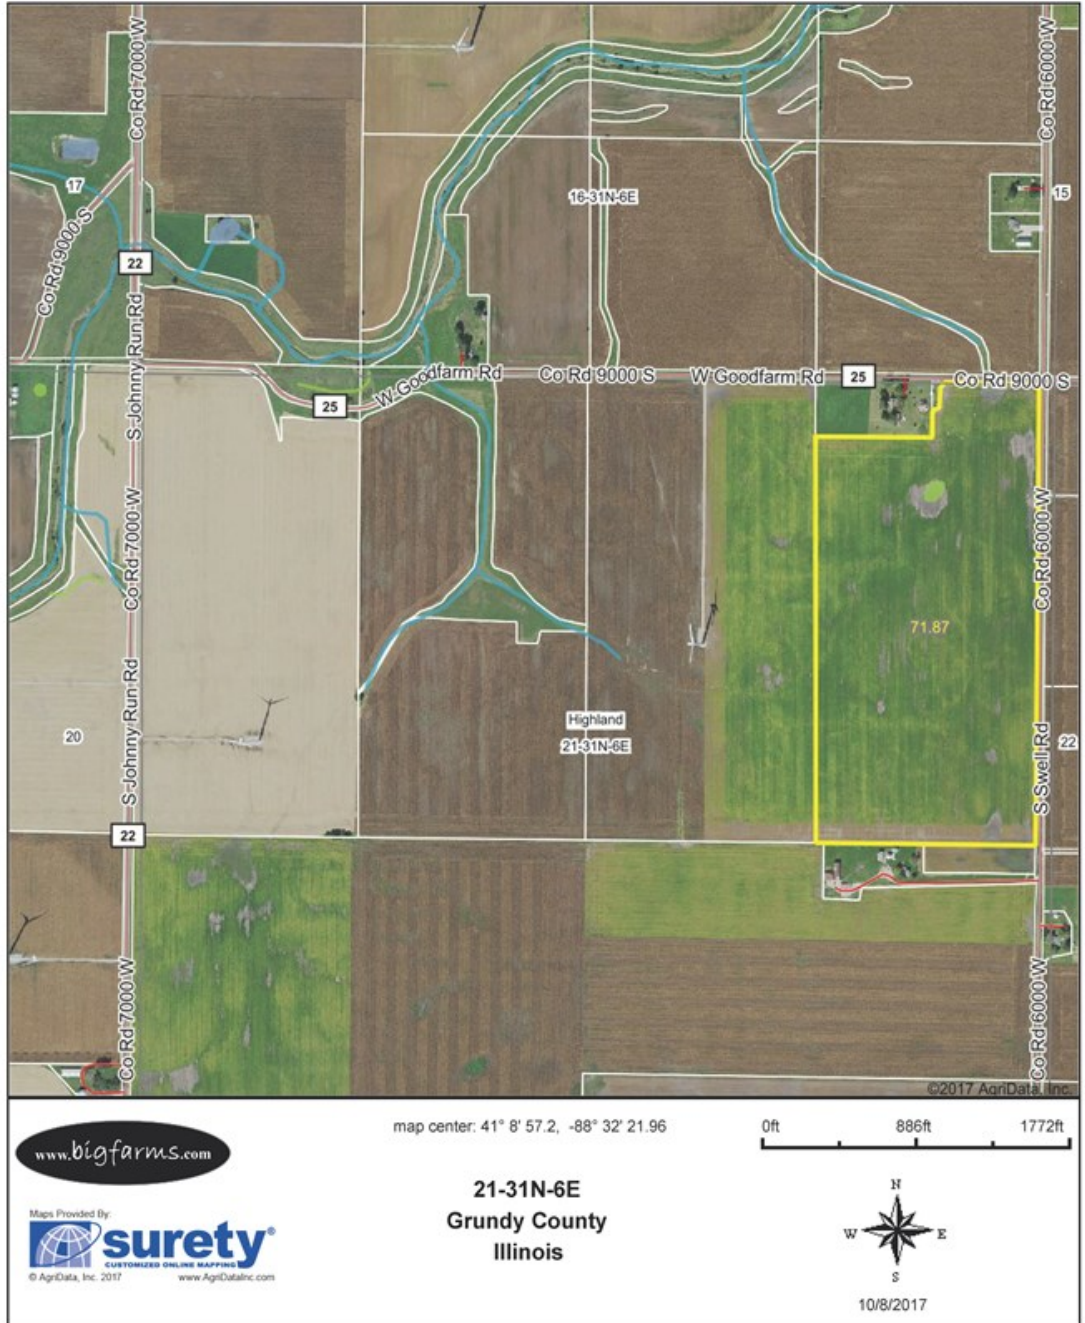 Co Rd 7000 W
Co Rd 6000 W
17
16-31N-6E
15
Co Rd 9000 S
22
S Johnny Run Rd
W Goodfarm Rd
Co Rd 9000 S
W Goodfarm Rd
25
Co Rd 9000 S
25
Co Rd 7000 W
Co Rd 6000 W
71.87
S Johnny Run Rd
Highland
20
21-31N-6E
22
S Swell Rd
22
Co Rd 7000 W
Co Rd 6000 W
©2017 AgriData, Inc.
www.bigfarms.com
map center: 41° 8' 57.2, -88° 32' 21.96
0ft 886ft 1772ft
21-31N-6E
Grundy County
Illinois
Maps Provided By:
surety®
CUSTOMIZED ONLINE MAPPING
© AgriData, Inc. 2017 www.AgriDataInc.com
N
W E
S
10/8/2017